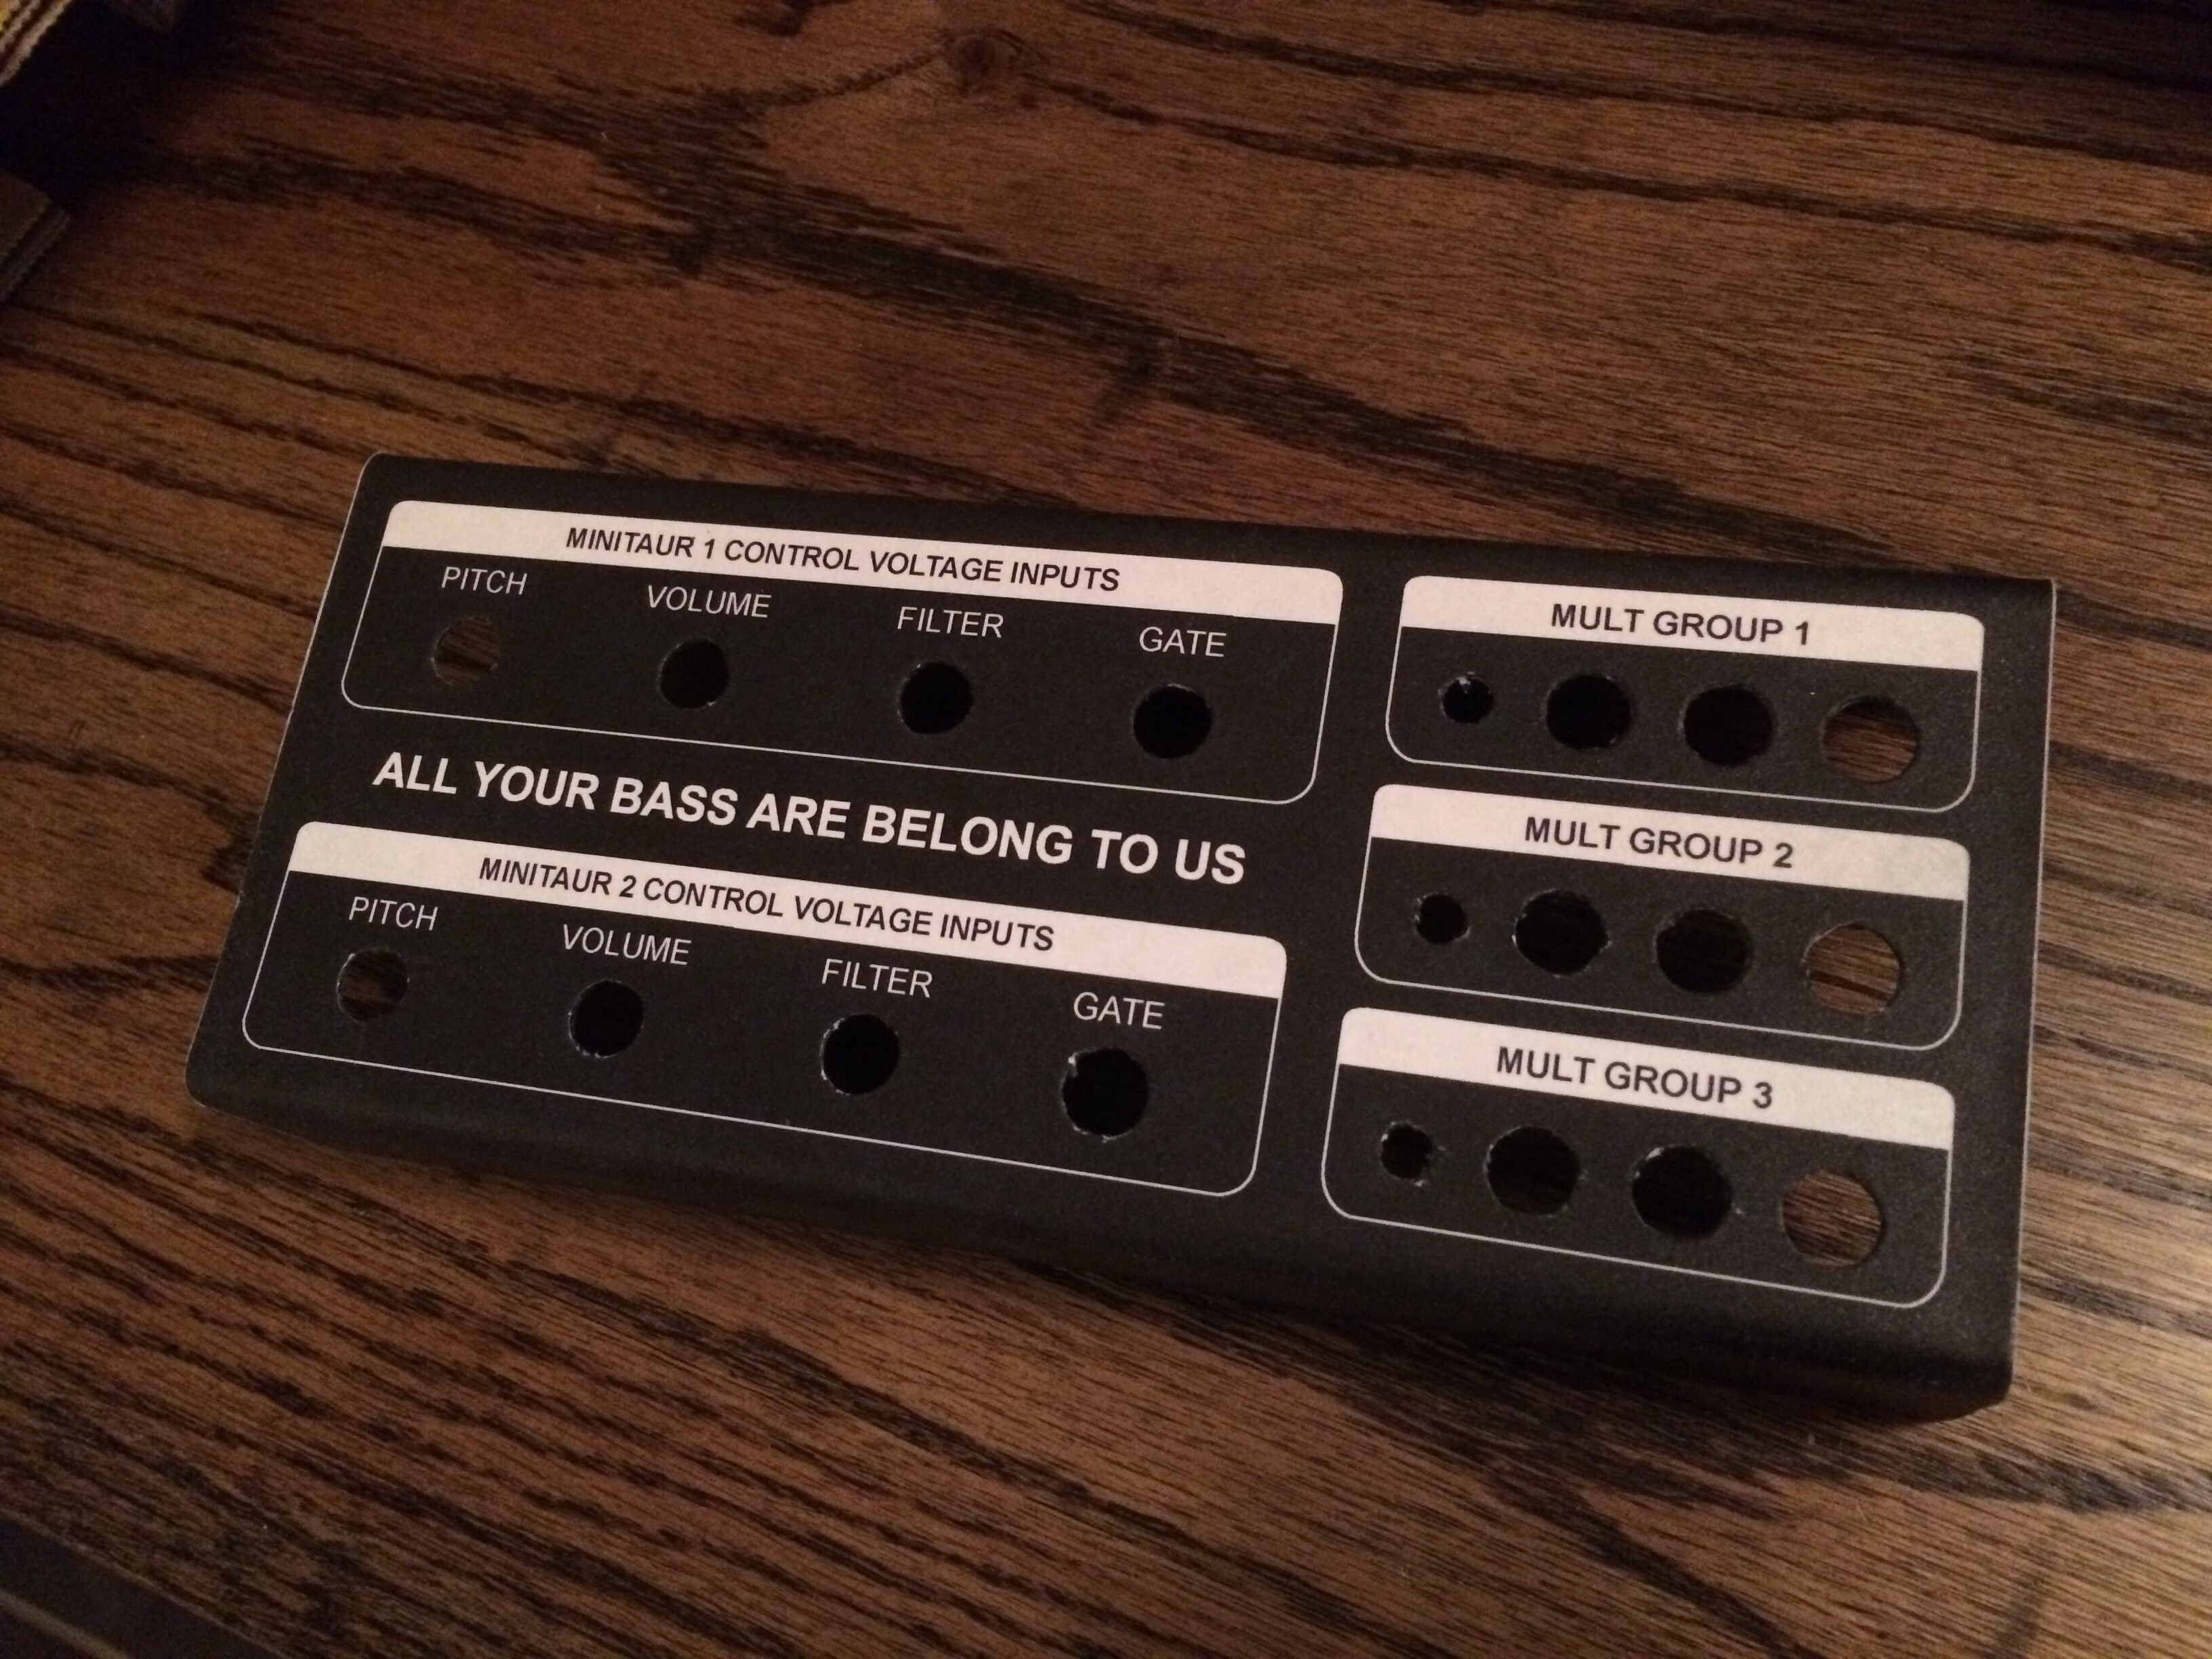 MINITAUR 1 CONTROL VOLTAGE INPUTS
PITCH VOLUME FILTER GATE
ALL YOUR BASS ARE BELONG TO US
MINITAUR 2 CONTROL VOLTAGE INPUTS
PITCH VOLUME FILTER GATE
MULT GROUP 1
MULT GROUP 2
MULT GROUP 3